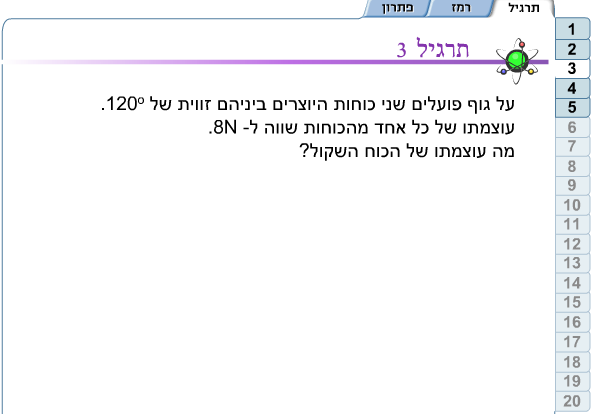 תרגיל
רמז
פתרון
תרגיל 3
על גוף פועלים שני כוחות היוצרים ביניהם זווית של 120º.
עוצמתו של כל אחד מהכוחות שווה ל- 8N.
מה עוצמתו של הכוח השקול?
1
2
3
4
5
6
7
8
9
10
11
12
13
14
15
16
17
18
19
20